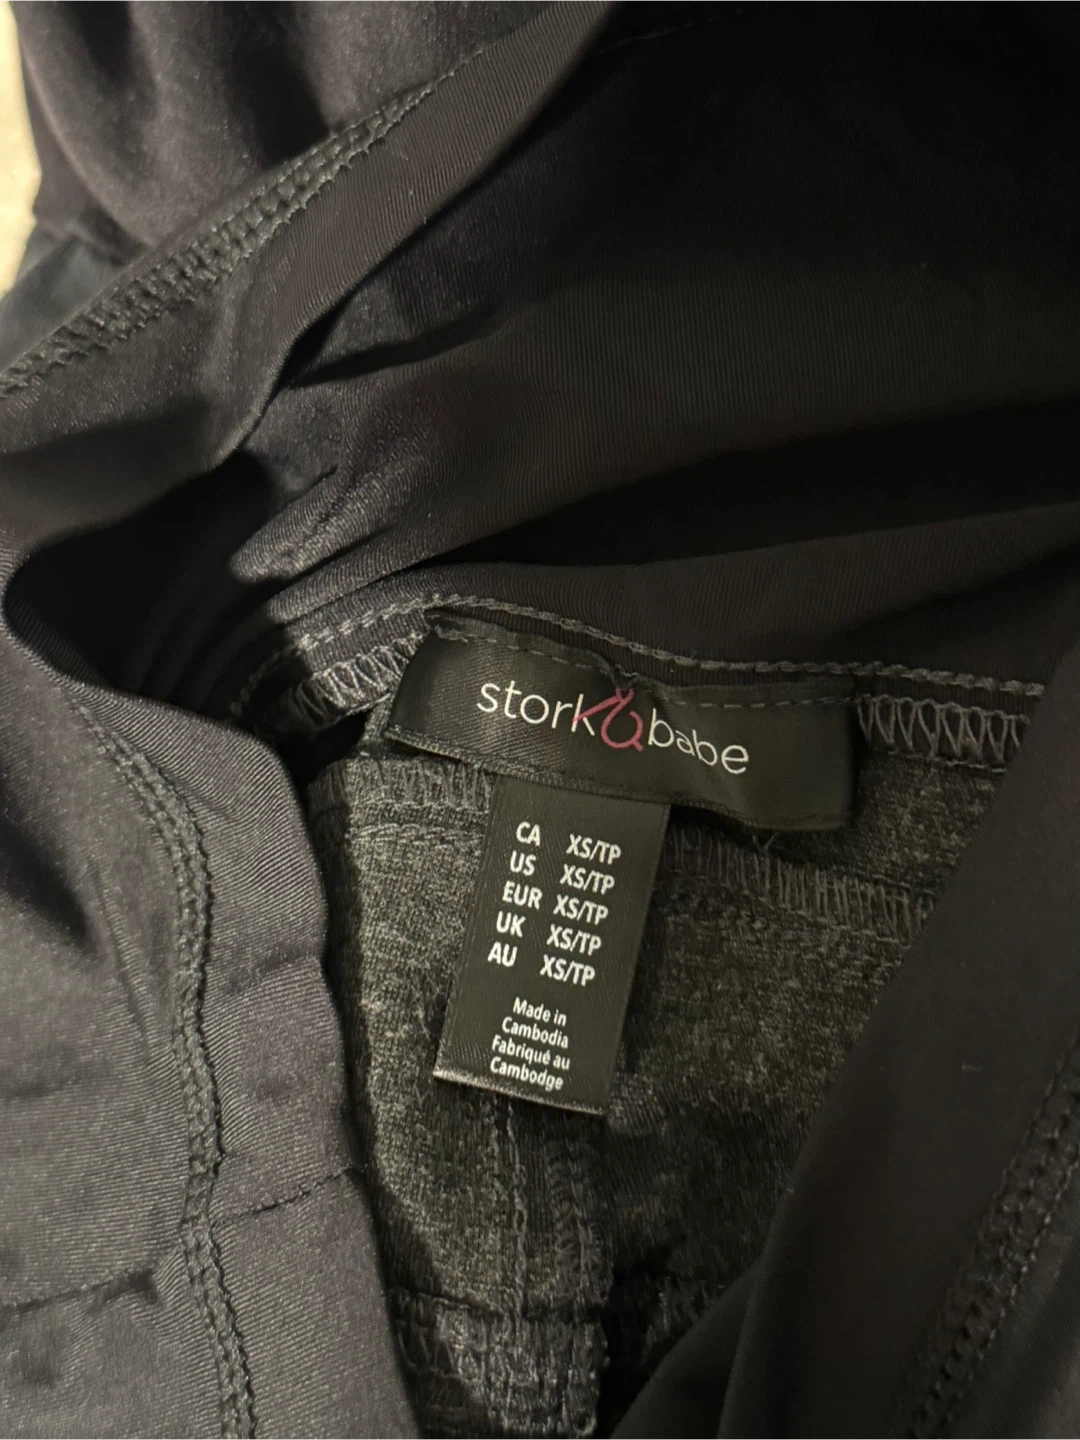 stork&babe
CA XS/TP
US XS/TP
EUR XS/TP
UK XS/TP
AU XS/TP
Made in
Cambodia
Fabriqué au
Cambodge